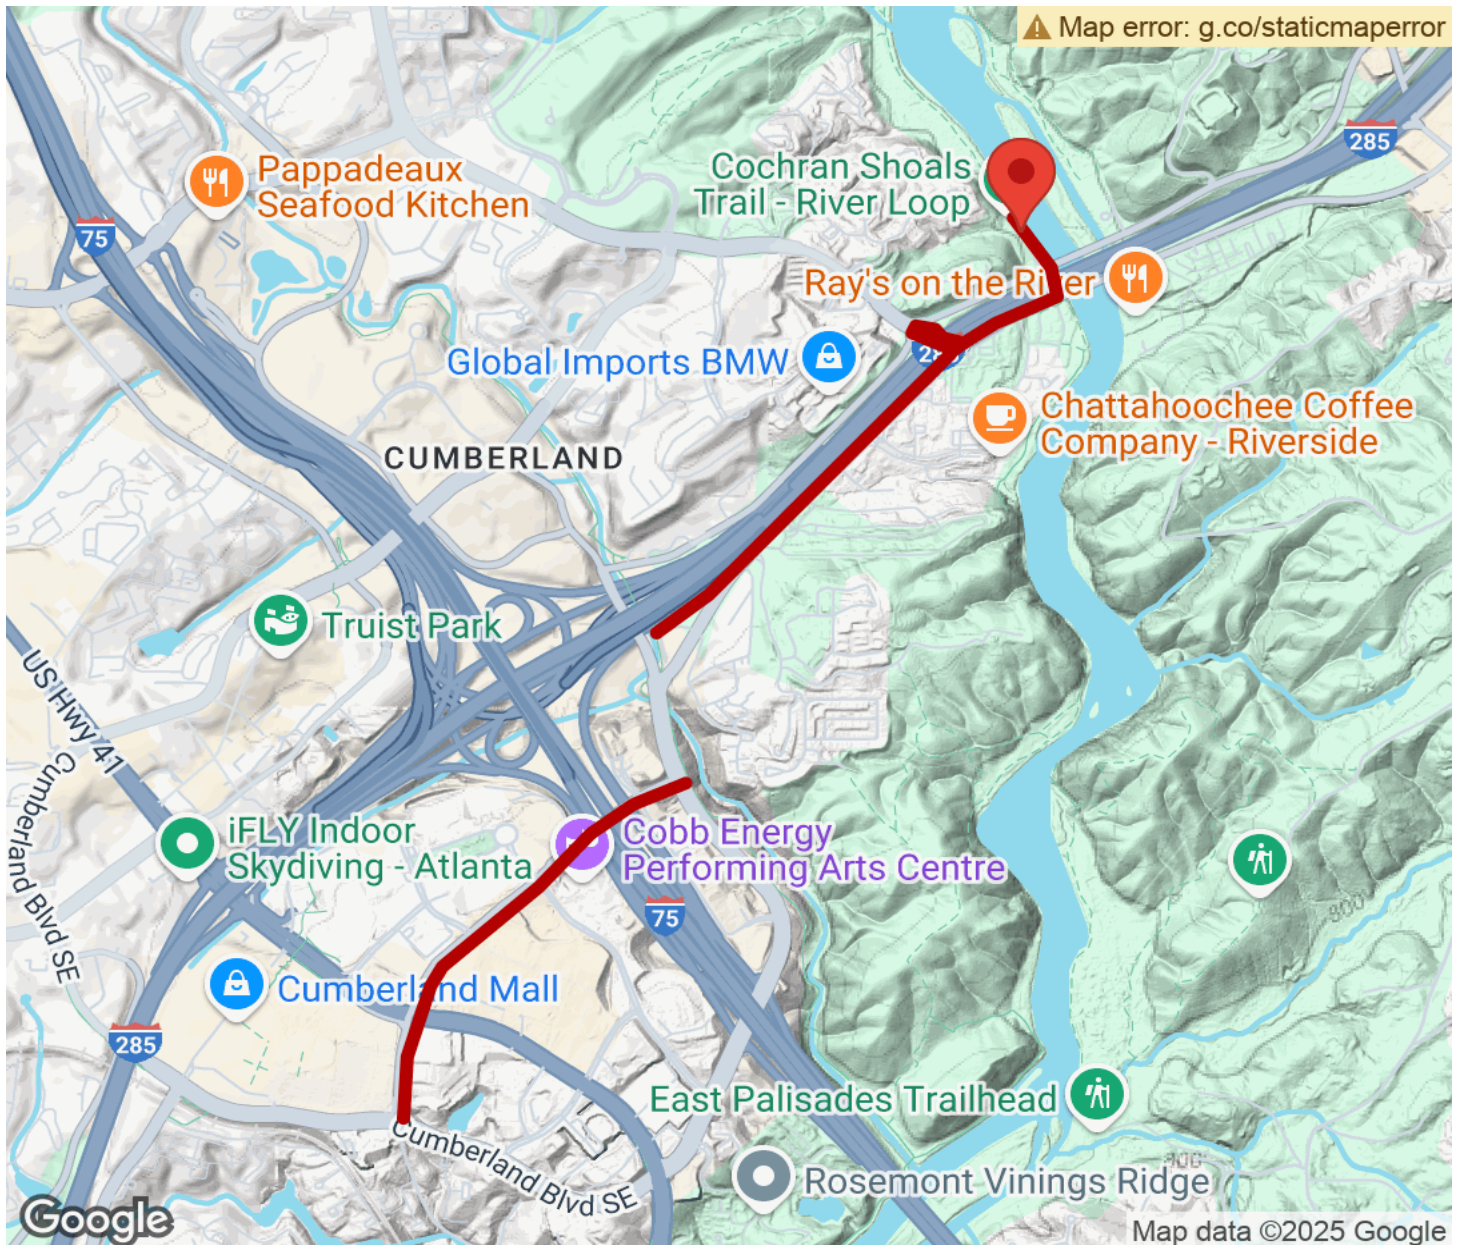 Map error: g.co/staticmaperror
285
Pappadeaux
Seafood Kitchen
Cochran Shoals
Trail - River Loop
75
Ray's on the River
Global Imports BMW
Chattahoochee Coffee
Company - Riverside
CUMBERLAND
Truist Park
US Hwy 41
Cumberland Blvd SE
iFLY Indoor
Skydiving - Atlanta
Cobb Energy
Performing Arts Centre
75
800
Cumberland Mall
285
East Palisades Trailhead
Cumberland Blvd SE
Rosemont Vinings Ridge
Google
Map data ©2025 Google